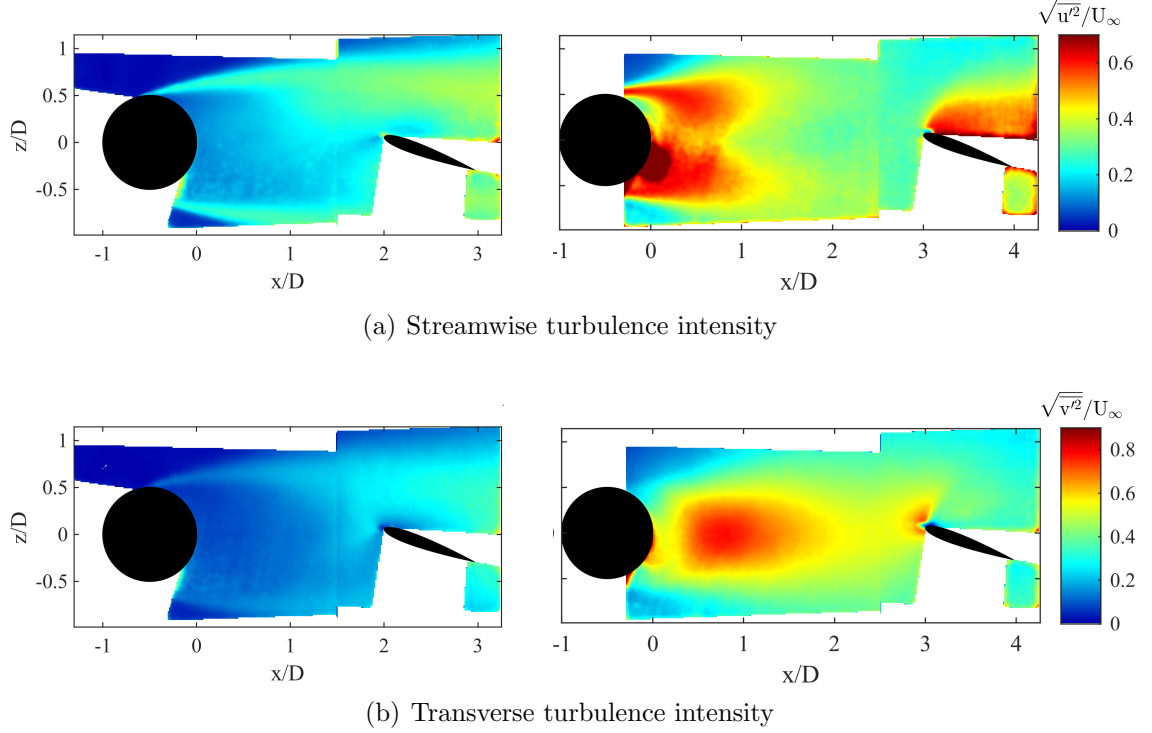 √u′²/U∞
1
0.5
0
-0.5
z/D
-1 0 1 2 3
x/D
-1 0 1 2 3 4
x/D
0.6
0.4
0.2
0
(a) Streamwise turbulence intensity
√v′²/U∞
1
0.5
0
-0.5
z/D
-1 0 1 2 3
x/D
-1 0 1 2 3 4
x/D
0.8
0.6
0.4
0.2
0
(b) Transverse turbulence intensity